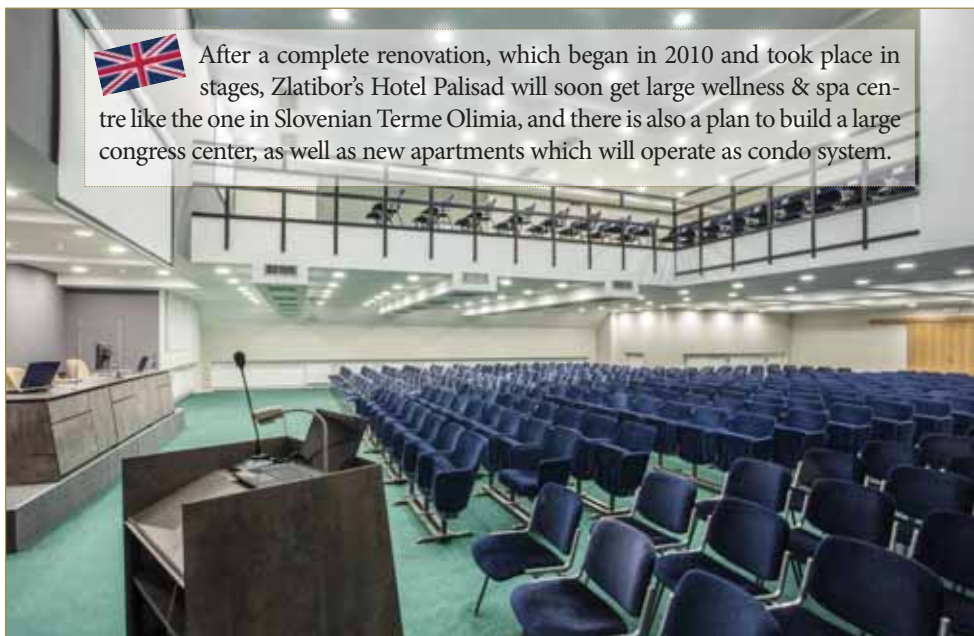 After a complete renovation, which began in 2010 and took place in
stages, Zlatibor's Hotel Palisad will soon get large wellness & spa cen-
tre like the one in Slovenian Terme Olimia, and there is also a plan to build a large
congress center, as well as new apartments which will operate as condo system.